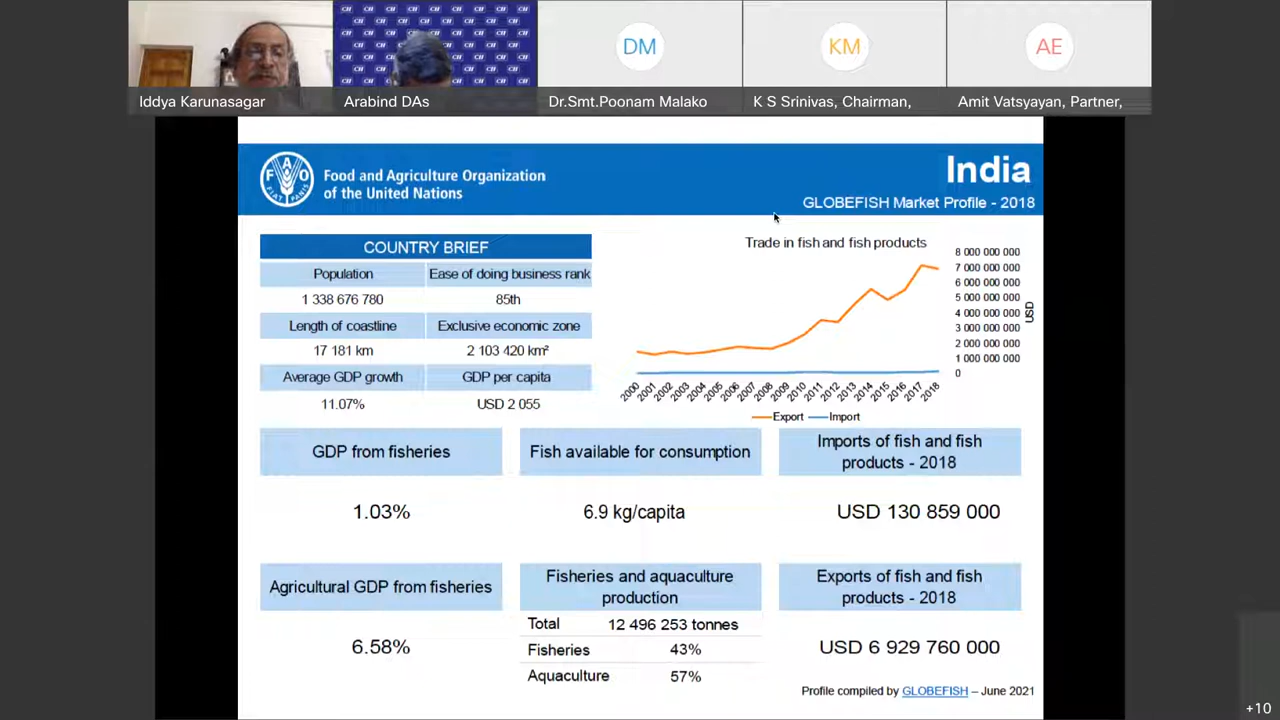 Iddya Karunasagar
Arabind DAs
DM
Dr.Smt.Poonam Malako
KM
K S Srinivas, Chairman,
AE
Amit Vatsyayan, Partner,
Food and Agriculture Organization
of the United Nations
India
GLOBEFISH Market Profile - 2018
COUNTRY BRIEF
Population
Ease of doing business rank
1 338 676 780
85th
Length of coastline
Exclusive economic zone
17 181 km
2 103 420 km²
Average GDP growth
GDP per capita
11.07%
USD 2 055
Trade in fish and fish products
8 000 000 000
7 000 000 000
6 000 000 000
5 000 000 000
4 000 000 000
3 000 000 000
2 000 000 000
1 000 000 000
0
USD
2000
2001
2002
2003
2004
2005
2006
2007
2008
2009
2010
2011
2012
2013
2014
2015
2016
2017
2018
Export
Import
GDP from fisheries
1.03%
Fish available for consumption
6.9 kg/capita
Imports of fish and fish
products - 2018
USD 130 859 000
Agricultural GDP from fisheries
6.58%
Fisheries and aquaculture
production
Total 12 496 253 tonnes
Fisheries 43%
Aquaculture 57%
Exports of fish and fish
products - 2018
USD 6 929 760 000
Profile compiled by GLOBEFISH – June 2021
+10